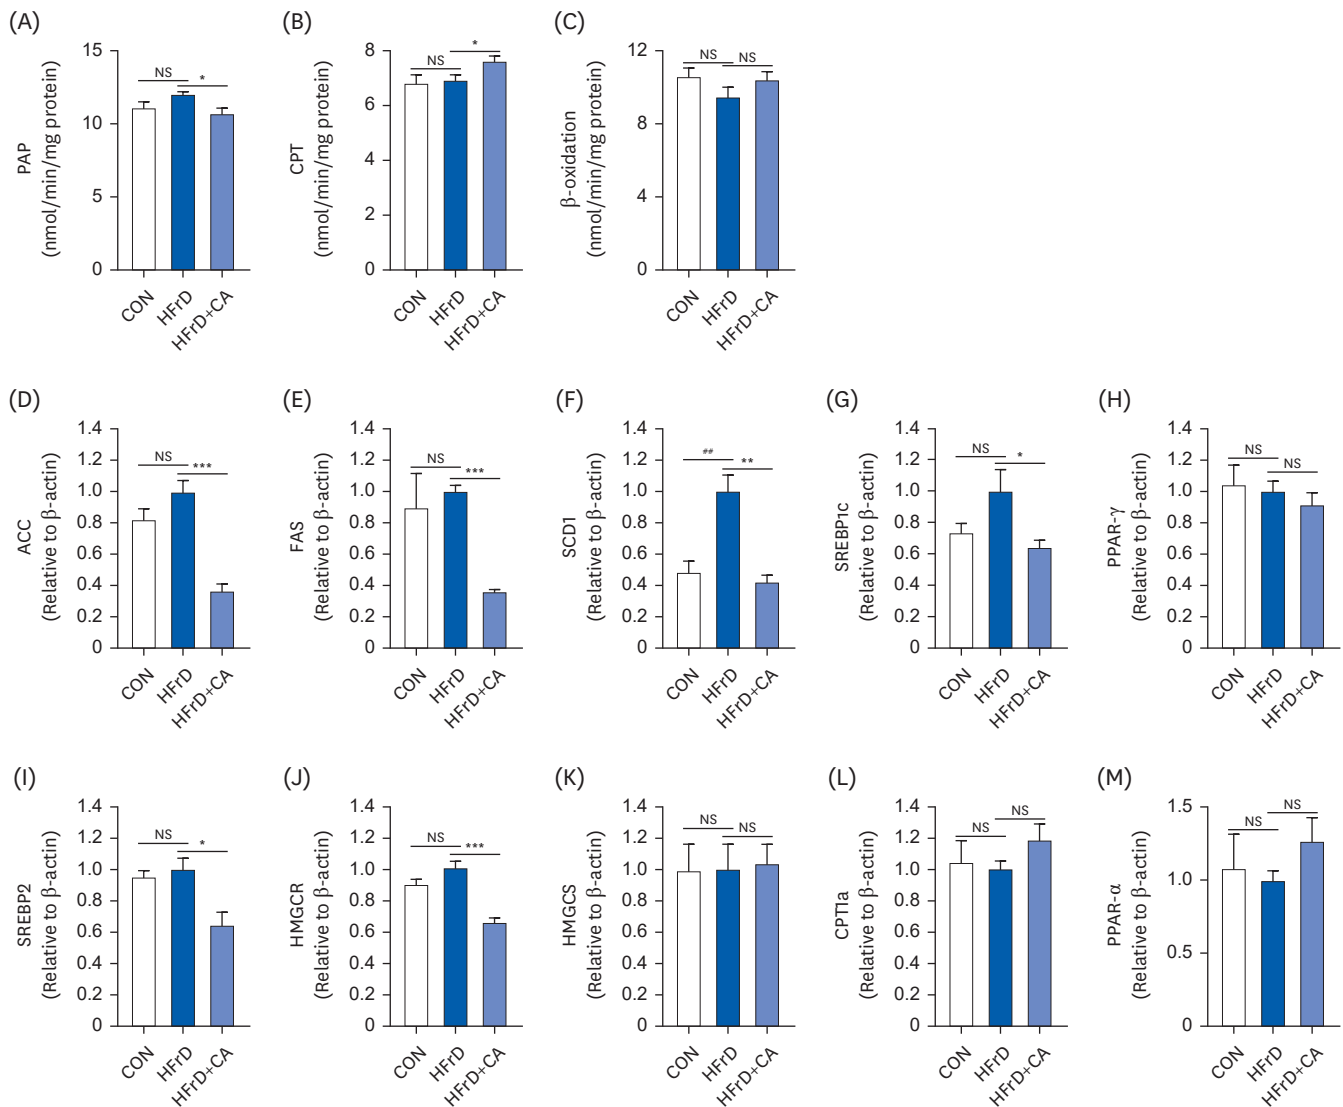 (A)
PAP
(nmol/min/mg protein)
15
10
5
0
NS
*
CON
HFrD
HFrD+CA
(B)
CPT
(nmol/min/mg protein)
8
6
4
2
0
NS
*
CON
HFrD
HFrD+CA
(C)
β-oxidation
(nmol/min/mg protein)
12
8
4
0
NS
NS
CON
HFrD
HFrD+CA
(D)
ACC
(Relative to β-actin)
1.4
1.2
1.0
0.8
0.6
0.4
0.2
0
NS
***
CON
HFrD
HFrD+CA
(E)
FAS
(Relative to β-actin)
1.4
1.2
1.0
0.8
0.6
0.4
0.2
0
NS
***
CON
HFrD
HFrD+CA
(F)
SCD1
(Relative to β-actin)
1.4
1.2
1.0
0.8
0.6
0.4
0.2
0
##
**
CON
HFrD
HFrD+CA
(G)
SREBP1c
(Relative to β-actin)
1.4
1.2
1.0
0.8
0.6
0.4
0.2
0
NS
*
CON
HFrD
HFrD+CA
(H)
PPAR-γ
(Relative to β-actin)
1.4
1.2
1.0
0.8
0.6
0.4
0.2
0
NS
NS
CON
HFrD
HFrD+CA
(I)
SREBP2
(Relative to β-actin)
1.4
1.2
1.0
0.8
0.6
0.4
0.2
0
NS
*
CON
HFrD
HFrD+CA
(J)
HMGCR
(Relative to β-actin)
1.4
1.2
1.0
0.8
0.6
0.4
0.2
0
NS
***
CON
HFrD
HFrD+CA
(K)
HMGCS
(Relative to β-actin)
1.4
1.2
1.0
0.8
0.6
0.4
0.2
0
NS
NS
CON
HFrD
HFrD+CA
(L)
CPT1a
(Relative to β-actin)
1.4
1.2
1.0
0.8
0.6
0.4
0.2
0
NS
NS
CON
HFrD
HFrD+CA
(M)
PPAR-α
(Relative to β-actin)
1.5
1.0
0.5
0
NS
NS
CON
HFrD
HFrD+CA